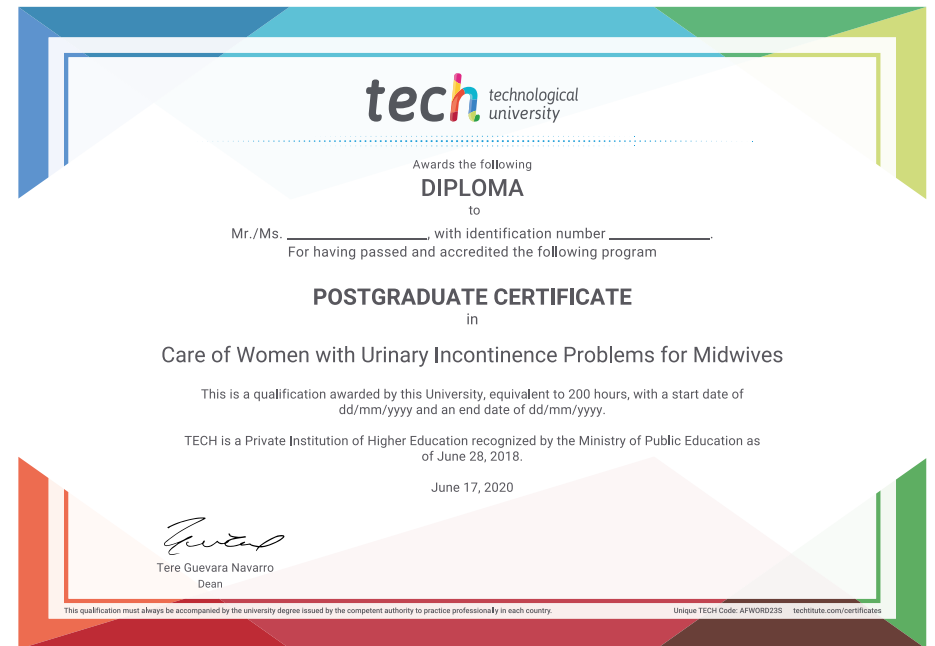 tech technological
university
Awards the following
DIPLOMA
to
Mr./Ms. ____________________, with identification number ______________.
For having passed and accredited the following program
POSTGRADUATE CERTIFICATE
in
Care of Women with Urinary Incontinence Problems for Midwives
This is a qualification awarded by this University, equivalent to 200 hours, with a start date of
dd/mm/yyyy and an end date of dd/mm/yyyy.
TECH is a Private Institution of Higher Education recognized by the Ministry of Public Education as
of June 28, 2018.
June 17, 2020
Tere Guevara Navarro
Dean
This qualification must always be accompanied by the university degree issued by the competent authority to practice professionally in each country. Unique TECH Code: AFWORD23S techtitute.com/certificates